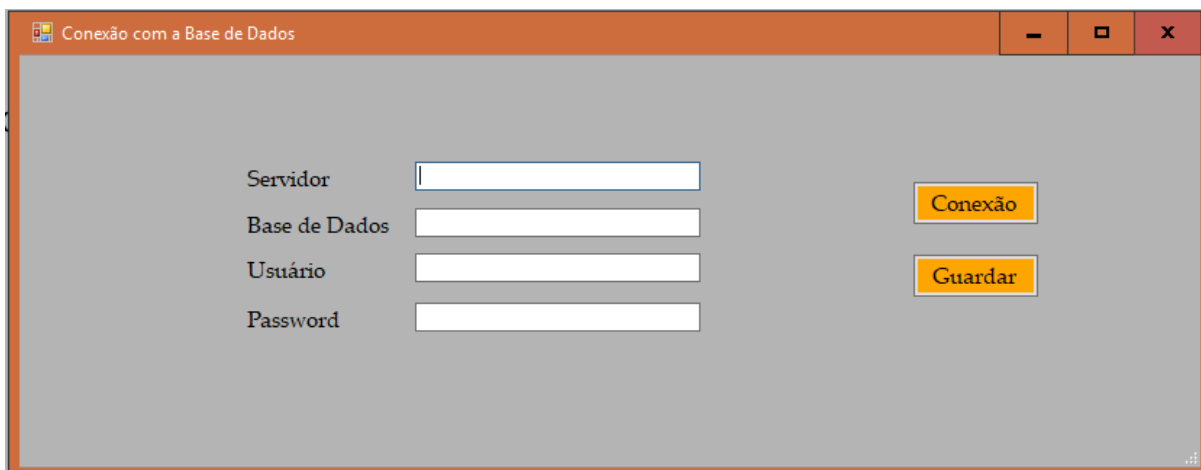 Conexão com a Base de Dados
Servidor
Base de Dados
Usuário
Password
Conexão
Guardar